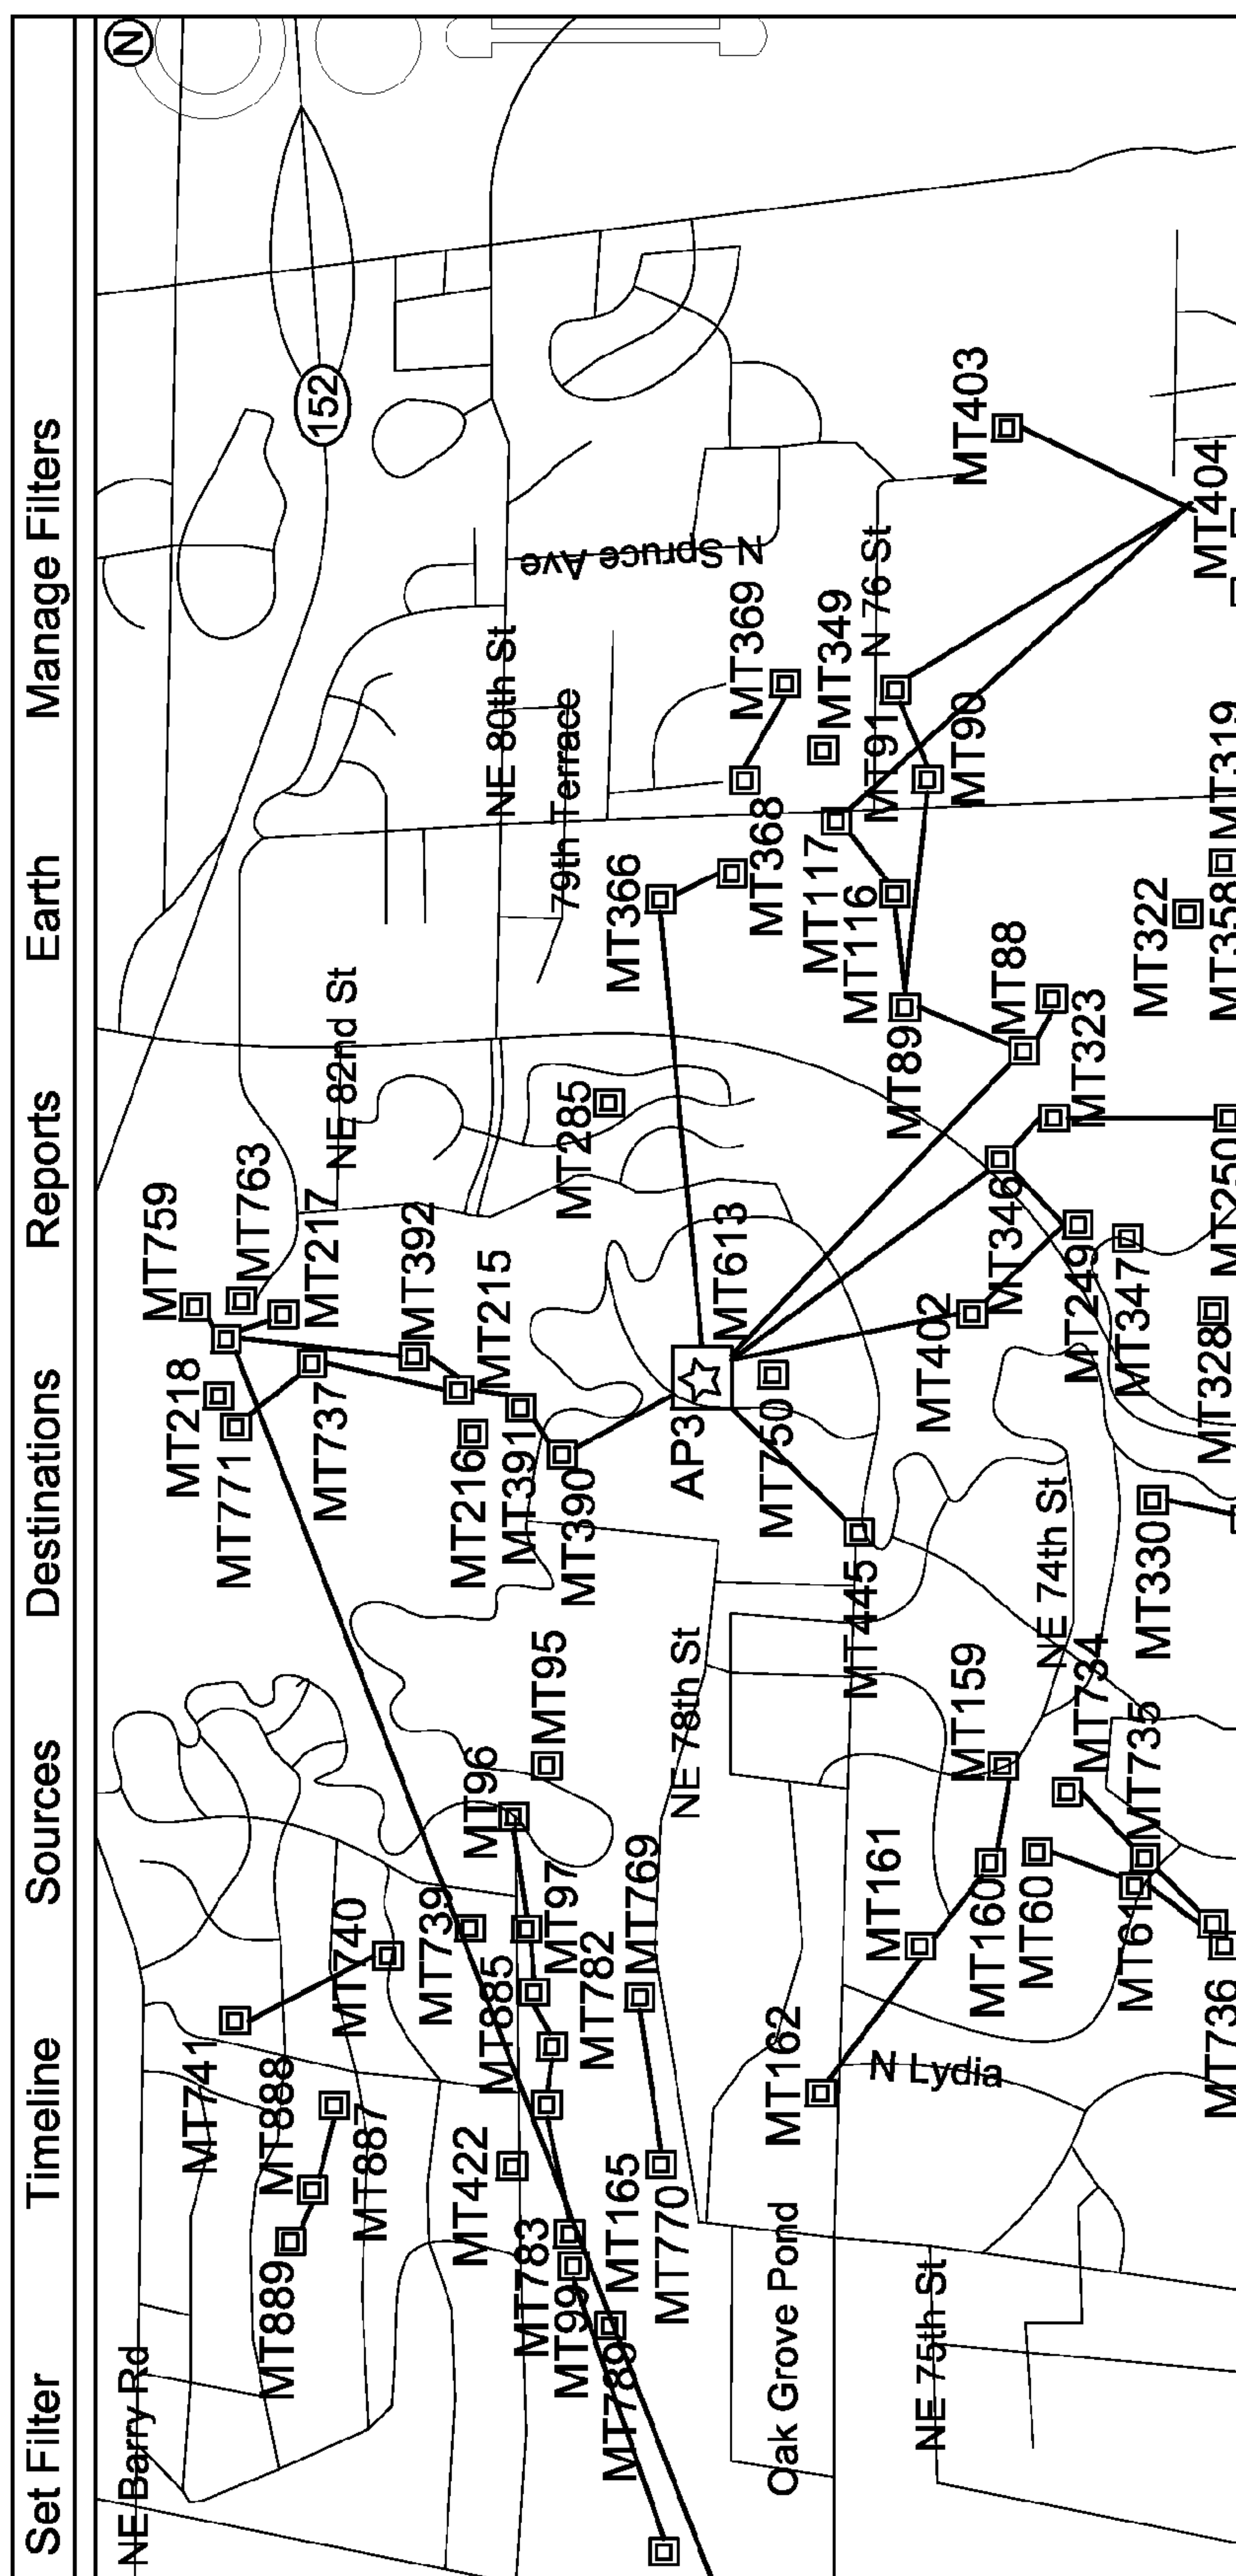 Set Filter Timeline Sources Destinations Reports Earth Manage Filters
N
NE Barry Rd
152
MT759
MT763
MT218
MT771
MT217
MT741
MT888
MT889
MT887
MT740
MT737
NE 82nd St
MT739
MT392
MT422
MT885
MT96
MT216
MT215
NE 80th St
MT783
MT97
MT95
MT391
MT99
MT782
MT390
MT285
79th Terrace
N Spruce Ave
MT789
MT165
MT769
MT366
MT770
NE 78th St
AP3
MT613
MT368
MT369
Oak Grove Pond
MT162
MT750
MT117
MT349
MT445
MT116
MT91
N 76 St
MT161
MT89
NE 75th St
N Lydia
MT402
MT90
MT403
MT160
MT159
MT346
MT88
MT60
NE 74th St
MT249
MT323
MT734
MT347
MT61
MT735
MT330
MT322
MT404
MT736
MT328
MT250
MT358
MT319